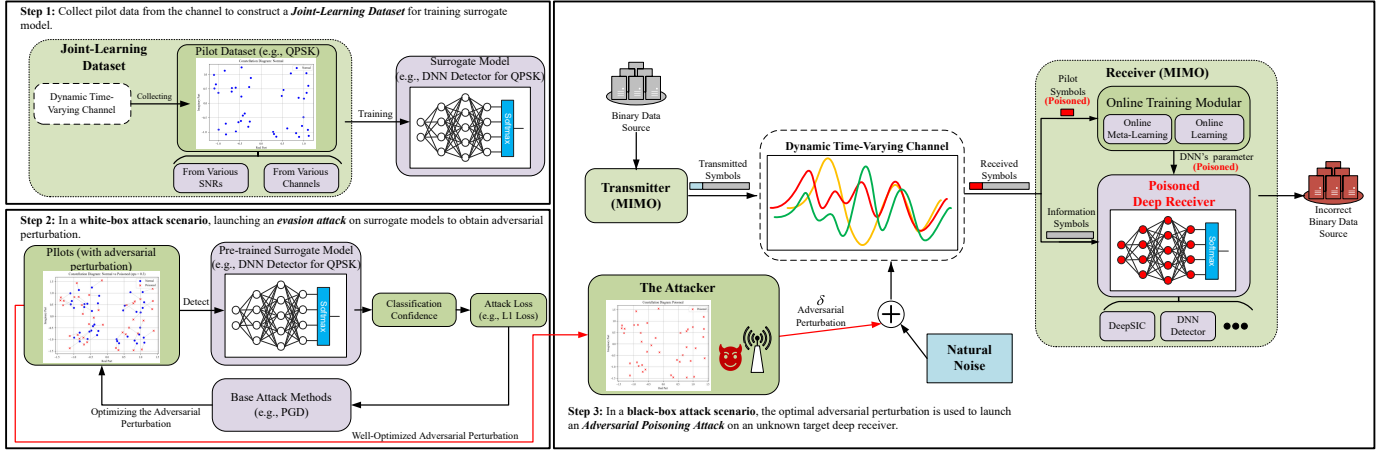 Step 1: Collect pilot data from the channel to construct a Joint-Learning Dataset for training surrogate
model.
Joint-Learning
Dataset
Dynamic Time-
Varying Channel
Collecting
Pilot Dataset (e.g., QPSK)
From Various
SNRs
From Various
Channels
Training
Surrogate Model
(e.g., DNN Detector for QPSK)
Softmax
Step 2: In a white-box attack scenario, launching an evasion attack on surrogate models to obtain adversarial
perturbation.
Pilots (with adversarial
perturbation)
Detect
Pre-trained Surrogate Model
(e.g., DNN Detector for QPSK)
Softmax
Classification
Confidence
Attack Loss
(e.g., L1 Loss)
Base Attack Methods
(e.g., PGD)
Optimizing the Adversarial
Perturbation
Well-Optimized Adversarial Perturbation
Binary Data
Source
Transmitter
(MIMO)
Transmitted
Symbols
Dynamic Time-Varying Channel
Received
Symbols
The Attacker
δ
Adversarial
Perturbation
Natural
Noise
Receiver (MIMO)
Pilot
Symbols
(Poisoned)
Online Training Modular
Online
Meta-Learning
Online
Learning
DNN's parameter
(Poisoned)
Poisoned
Deep Receiver
Softmax
Information
Symbols
DeepSIC
DNN
Detector
Incorrect
Binary Data
Source
Step 3: In a black-box attack scenario, the optimal adversarial perturbation is used to launch
an Adversarial Poisoning Attack on an unknown target deep receiver.